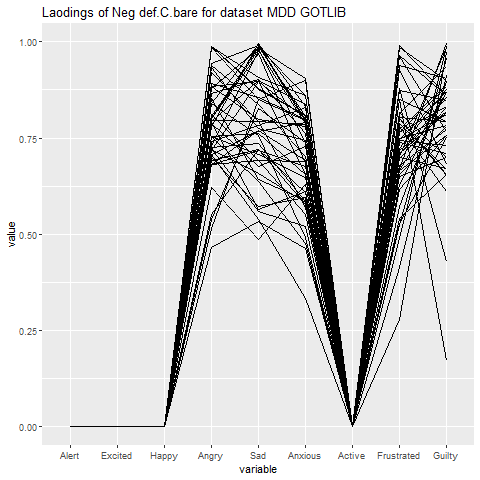 Laodings of Neg def.C.bare for dataset MDD GOTLIB
1.00
0.75
0.50
0.25
0.00
value
Alert Excited Happy Angry Sad Anxious Active Frustrated Guilty
variable